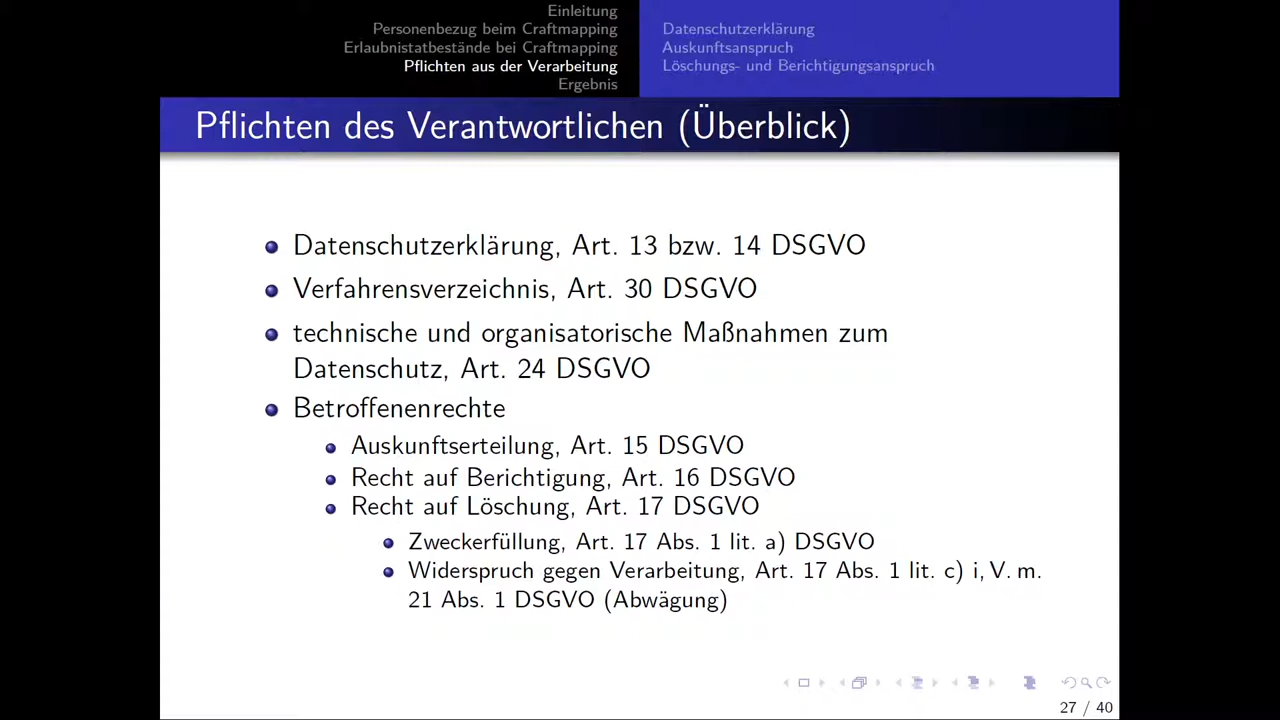 Einleitung
Personenbezug beim Craftmapping
Erlaubnistatbestände bei Craftmapping
Pflichten aus der Verarbeitung
Ergebnis
Datenschutzerklärung
Auskunftsanspruch
Löschungs- und Berichtigungsanspruch
Pflichten des Verantwortlichen (Überblick)
Datenschutzerklärung, Art. 13 bzw. 14 DSGVO
Verfahrensverzeichnis, Art. 30 DSGVO
technische und organisatorische Maßnahmen zum
Datenschutz, Art. 24 DSGVO
Betroffenenrechte
Auskunftserteilung, Art. 15 DSGVO
Recht auf Berichtigung, Art. 16 DSGVO
Recht auf Löschung, Art. 17 DSGVO
Zweckerfüllung, Art. 17 Abs. 1 lit. a) DSGVO
Widerspruch gegen Verarbeitung, Art. 17 Abs. 1 lit. c) i, V. m.
21 Abs. 1 DSGVO (Abwägung)
27 / 40